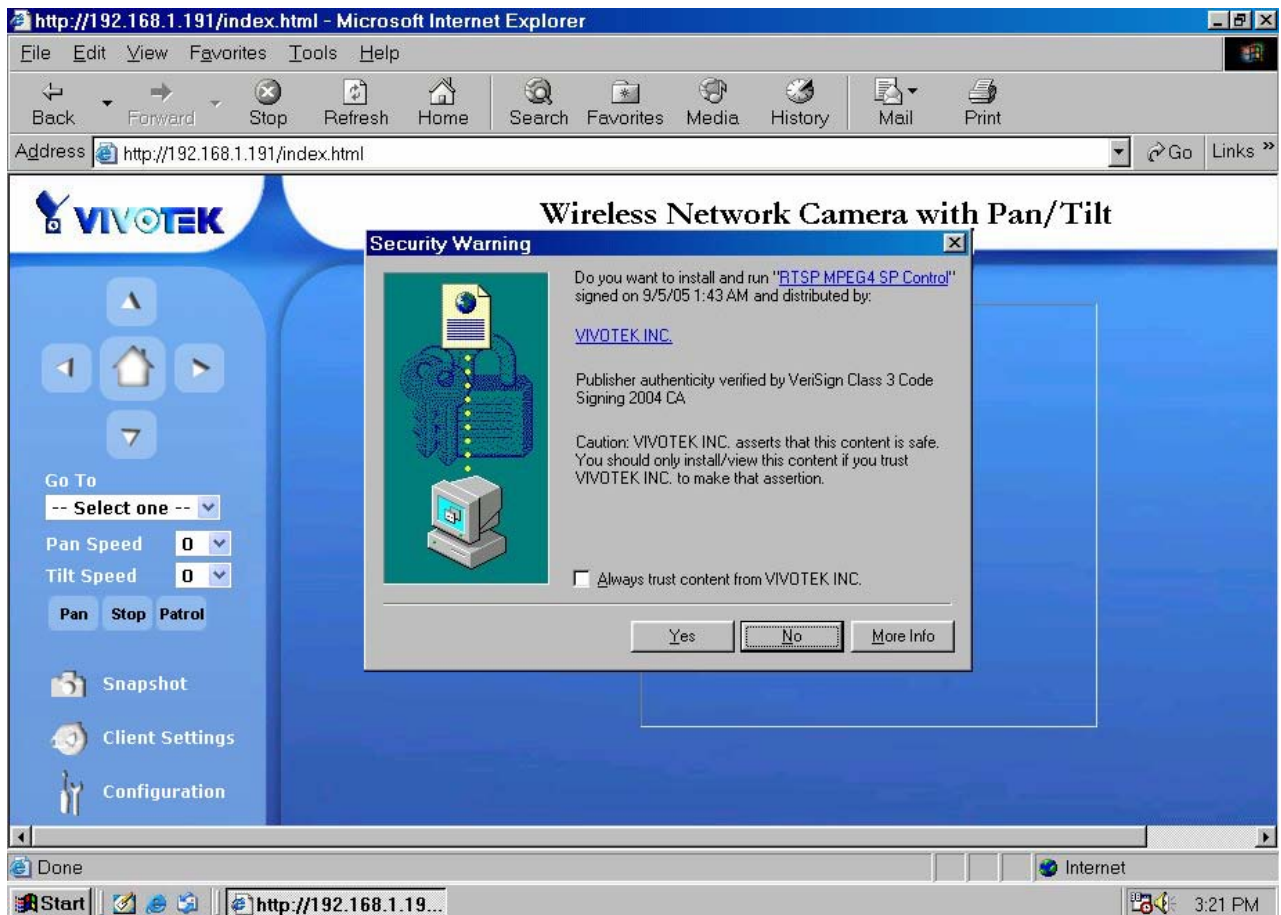 http://192.168.1.191/index.html - Microsoft Internet Explorer
File Edit View Favorites Tools Help
Back Forward Stop Refresh Home Search Favorites Media History Mail Print
Address http://192.168.1.191/index.html Go Links »
VIVOTEK
Wireless Network Camera with Pan/Tilt
Security Warning
Do you want to install and run "RTSP MPEG4 SP Control"
signed on 9/5/05 1:43 AM and distributed by:
VIVOTEK INC.
Publisher authenticity verified by VeriSign Class 3 Code
Signing 2004 CA
Caution: VIVOTEK INC. asserts that this content is safe.
You should only install/view this content if you trust
VIVOTEK INC. to make that assertion.
Always trust content from VIVOTEK INC.
Yes No More Info
Go To
-- Select one --
Pan Speed 0
Tilt Speed 0
Pan Stop Patrol
Snapshot
Client Settings
Configuration
Done Internet
Start http://192.168.1.19... 3:21 PM